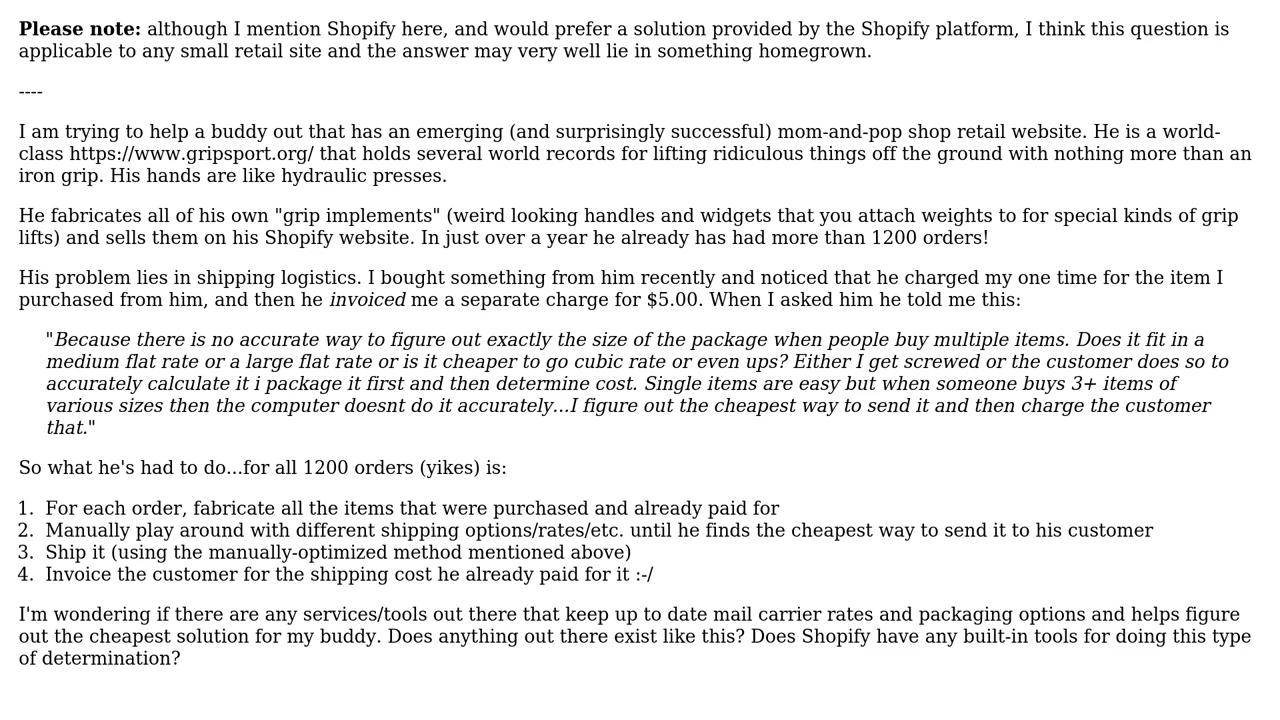 Please note: although I mention Shopify here, and would prefer a solution provided by the Shopify platform, I think this question is
applicable to any small retail site and the answer may very well lie in something homegrown.
----
I am trying to help a buddy out that has an emerging (and surprisingly successful) mom-and-pop shop retail website. He is a world-
class https://www.gripsport.org/ that holds several world records for lifting ridiculous things off the ground with nothing more than an
iron grip. His hands are like hydraulic presses.
He fabricates all of his own "grip implements" (weird looking handles and widgets that you attach weights to for special kinds of grip
lifts) and sells them on his Shopify website. In just over a year he already has had more than 1200 orders!
His problem lies in shipping logistics. I bought something from him recently and noticed that he charged my one time for the item I
purchased from him, and then he invoiced me a separate charge for $5.00. When I asked him he told me this:
"Because there is no accurate way to figure out exactly the size of the package when people buy multiple items. Does it fit in a
medium flat rate or a large flat rate or is it cheaper to go cubic rate or even ups? Either I get screwed or the customer does so to
accurately calculate it i package it first and then determine cost. Single items are easy but when someone buys 3+ items of
various sizes then the computer doesnt do it accurately...I figure out the cheapest way to send it and then charge the customer
that."
So what he's had to do...for all 1200 orders (yikes) is:
1. For each order, fabricate all the items that were purchased and already paid for
2. Manually play around with different shipping options/rates/etc. until he finds the cheapest way to send it to his customer
3. Ship it (using the manually-optimized method mentioned above)
4. Invoice the customer for the shipping cost he already paid for it :-/
I'm wondering if there are any services/tools out there that keep up to date mail carrier rates and packaging options and helps figure
out the cheapest solution for my buddy. Does anything out there exist like this? Does Shopify have any built-in tools for doing this type
of determination?